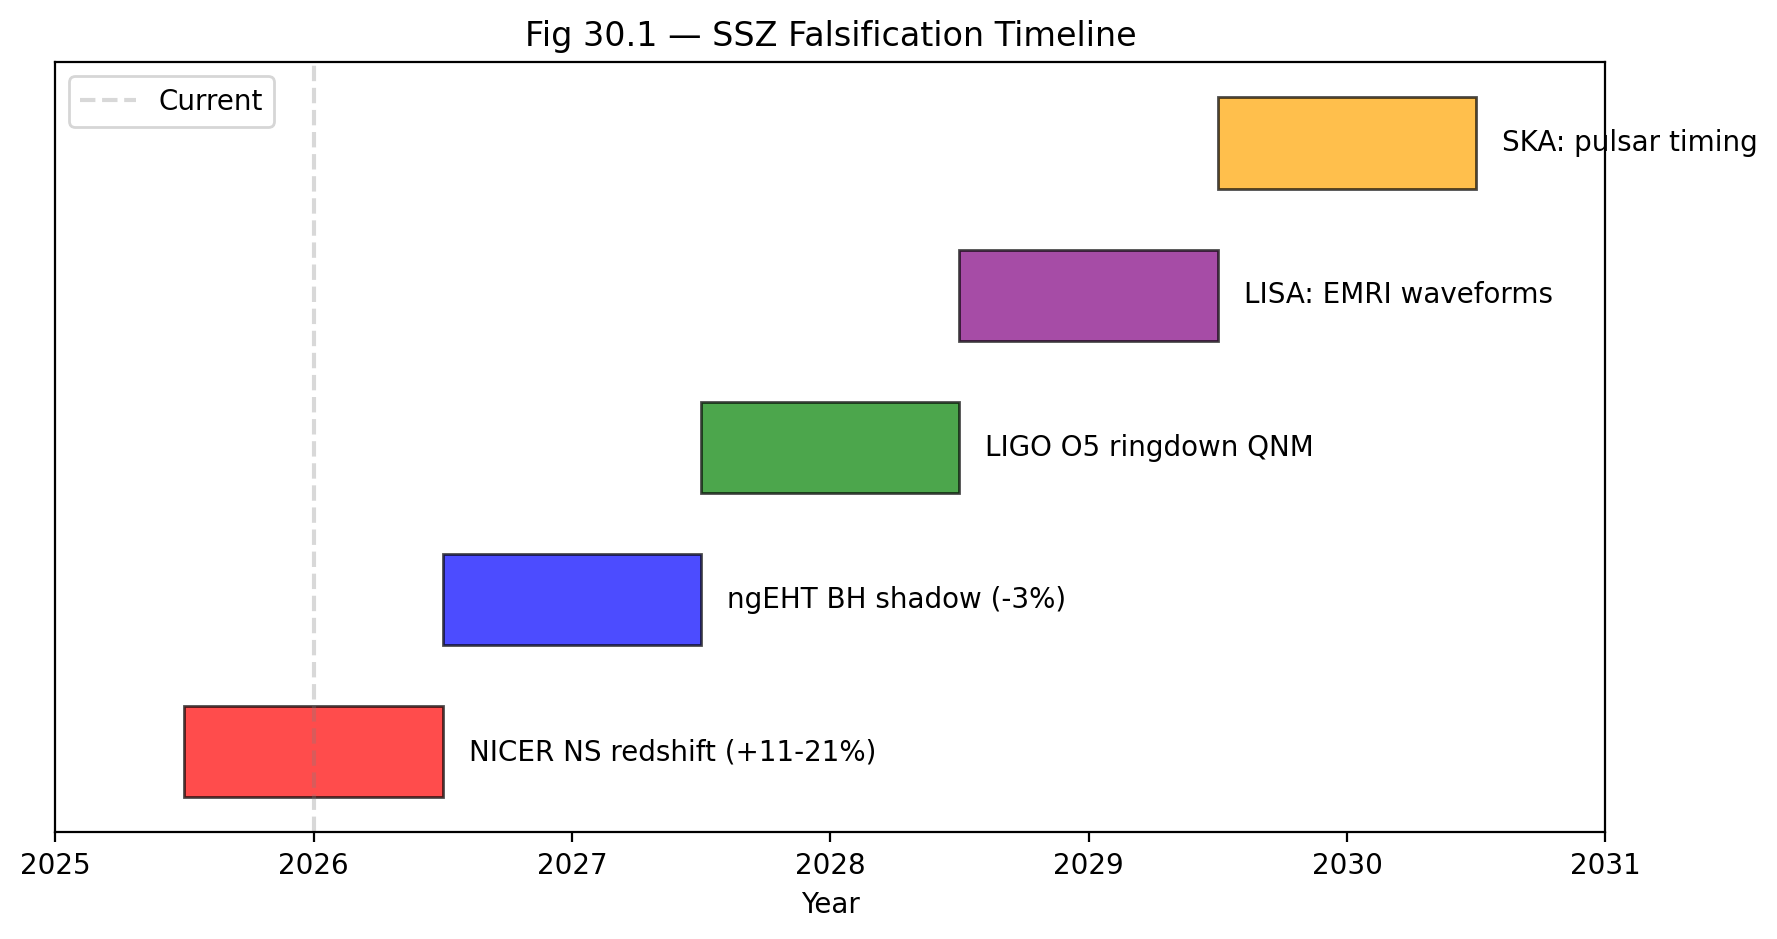 Fig 30.1 — SSZ Falsification Timeline
Current
SKA: pulsar timing
LISA: EMRI waveforms
LIGO O5 ringdown QNM
ngEHT BH shadow (-3%)
NICER NS redshift (+11-21%)
2025 2026 2027 2028 2029 2030 2031
Year